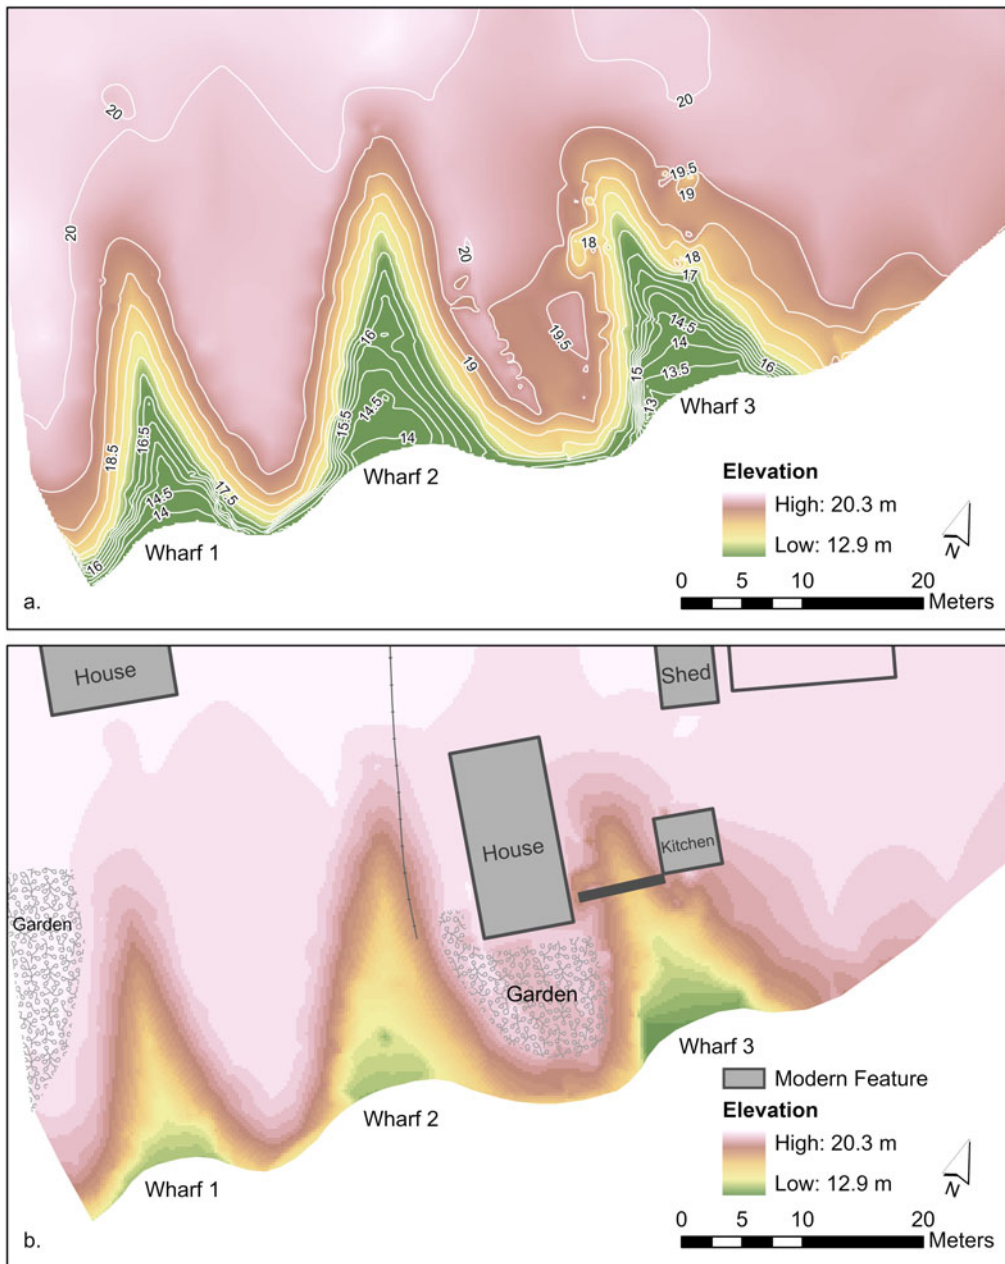 20
20
19.5
19
20
20
18
18
17
19.5
16
14.5
14
19
15
16
13.5
18.5
16.5
15.5
14.5
13
Wharf 3
14
Wharf 2
17.5
14.5
14
Wharf 1
16
Elevation
High: 20.3 m
Low: 12.9 m
N
0 5 10 20
Meters
a.
House
Shed
House
Kitchen
Garden
Garden
Wharf 3
Wharf 2
Wharf 1
Modern Feature
Elevation
High: 20.3 m
Low: 12.9 m
N
0 5 10 20
Meters
b.